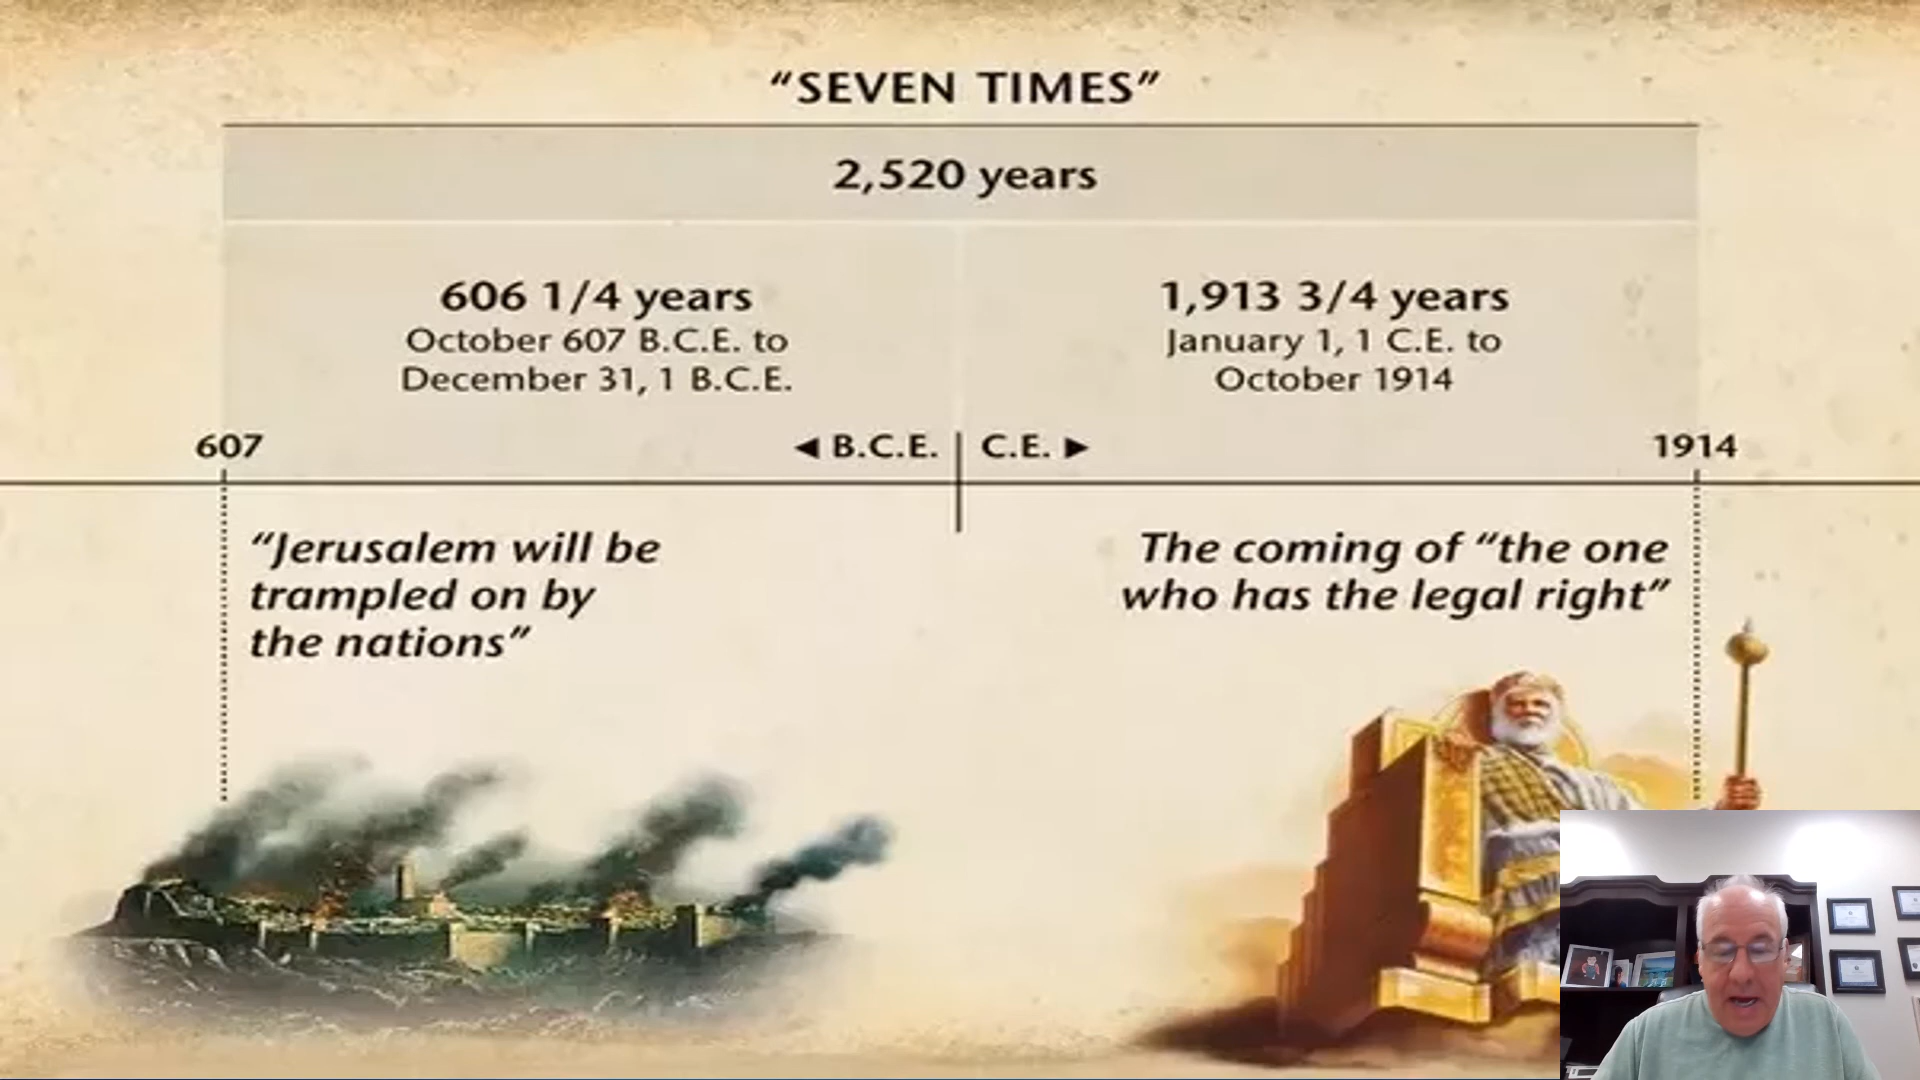 “SEVEN TIMES”
2,520 years
606 1/4 years
October 607 B.C.E. to
December 31, 1 B.C.E.
1,913 3/4 years
January 1, 1 C.E. to
October 1914
607
◄ B.C.E.
C.E. ►
1914
“Jerusalem will be
trampled on by
the nations”
The coming of “the one
who has the legal right”